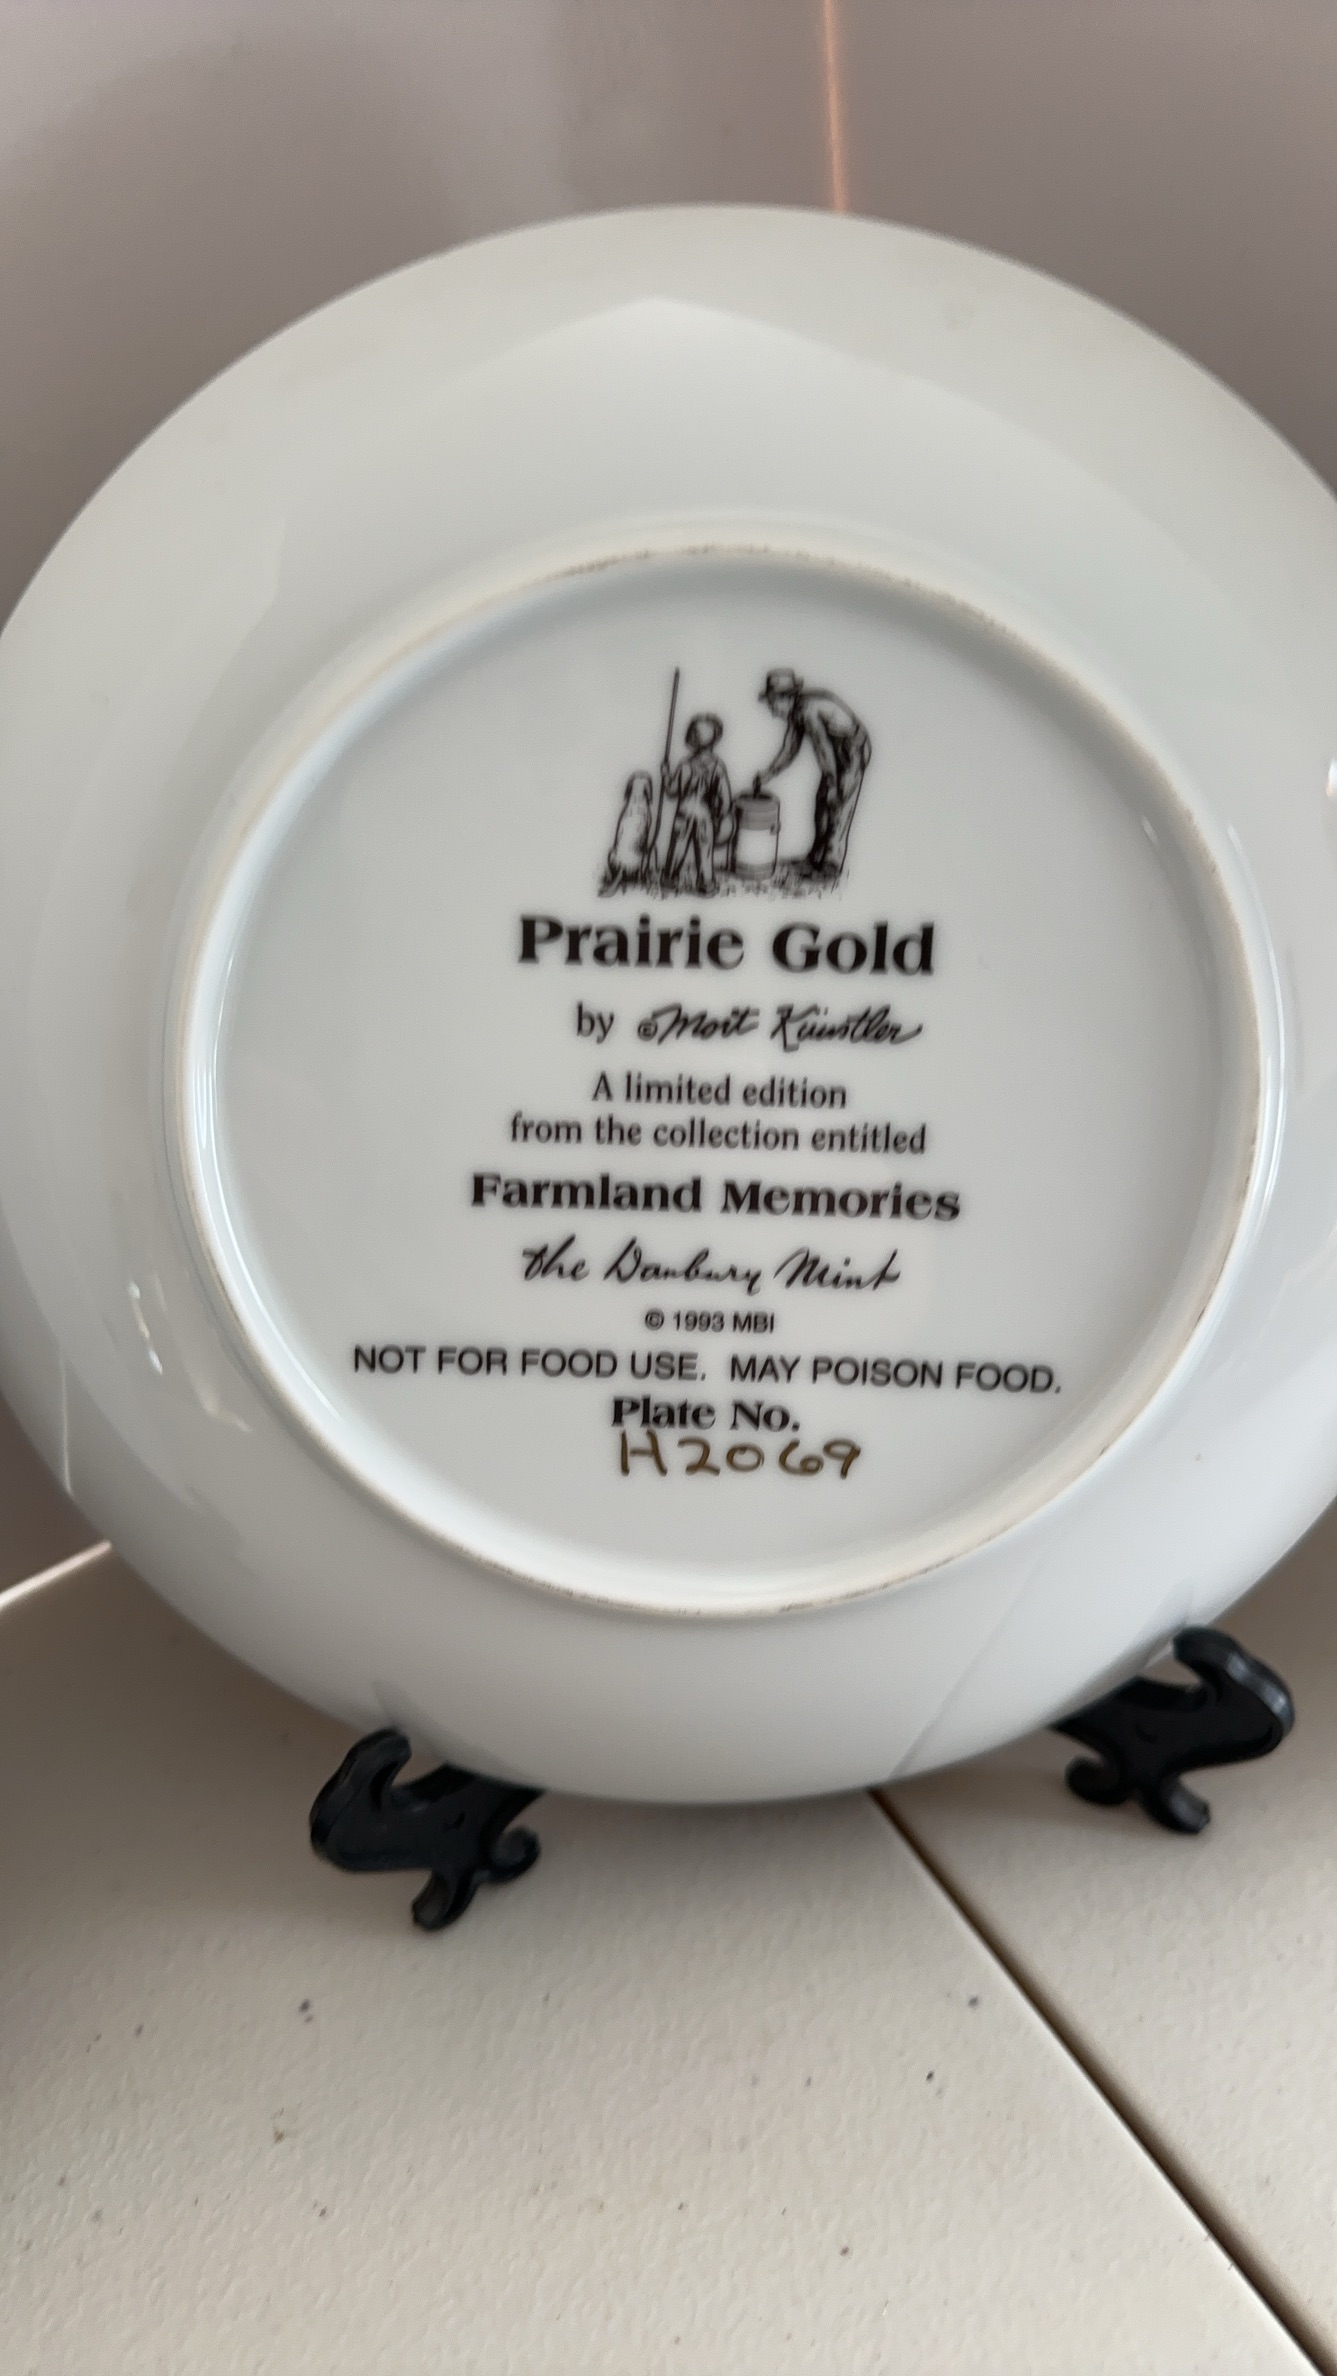 Prairie Gold
by © Mort Künstler
A limited edition
from the collection entitled
Farmland Memories
the Danbury Mint
© 1993 MBI
NOT FOR FOOD USE. MAY POISON FOOD.
Plate No.
H2069